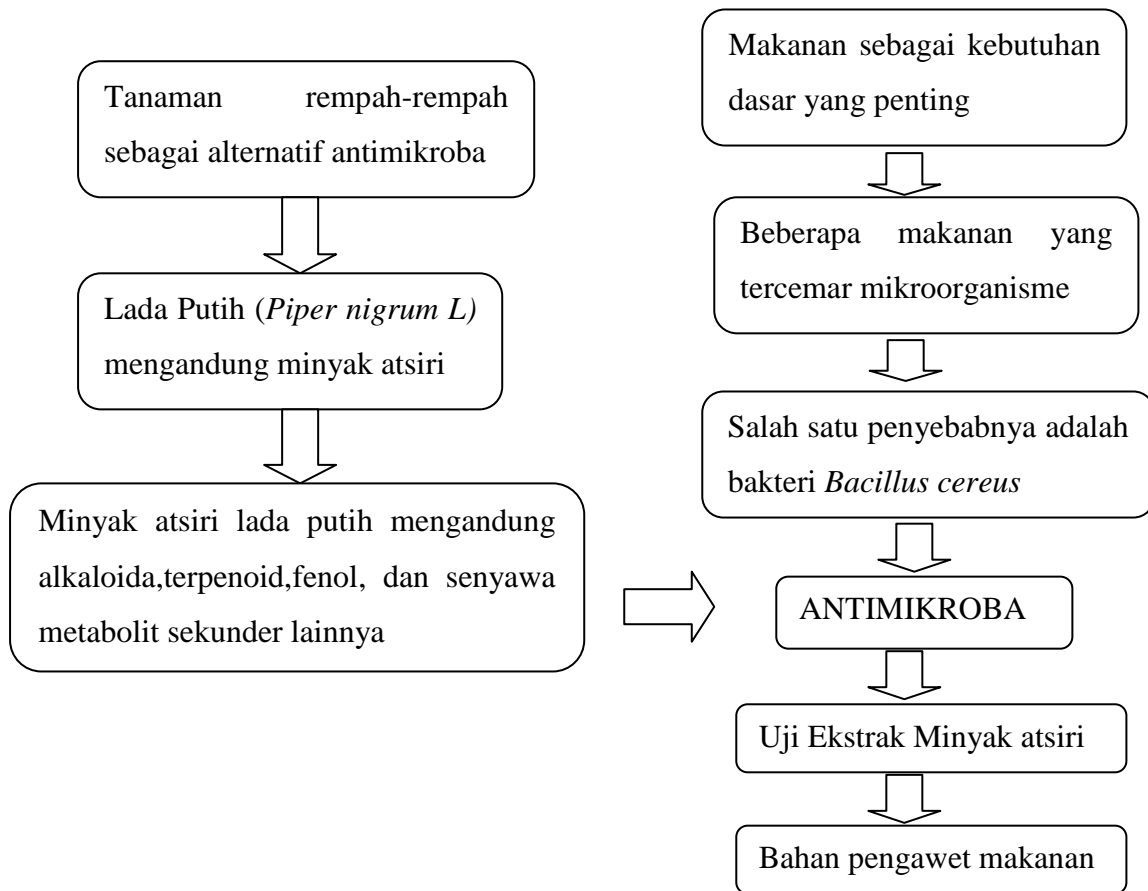 Tanaman rempah-rempah
sebagai alternatif antimikroba
Lada Putih (Piper nigrum L)
mengandung minyak atsiri
Minyak atsiri lada putih mengandung
alkaloida,terpenoid,fenol, dan senyawa
metabolit sekunder lainnya
Makanan sebagai kebutuhan
dasar yang penting
Beberapa makanan yang
tercemar mikroorganisme
Salah satu penyebabnya adalah
bakteri Bacillus cereus
ANTIMIKROBA
Uji Ekstrak Minyak atsiri
Bahan pengawet makanan